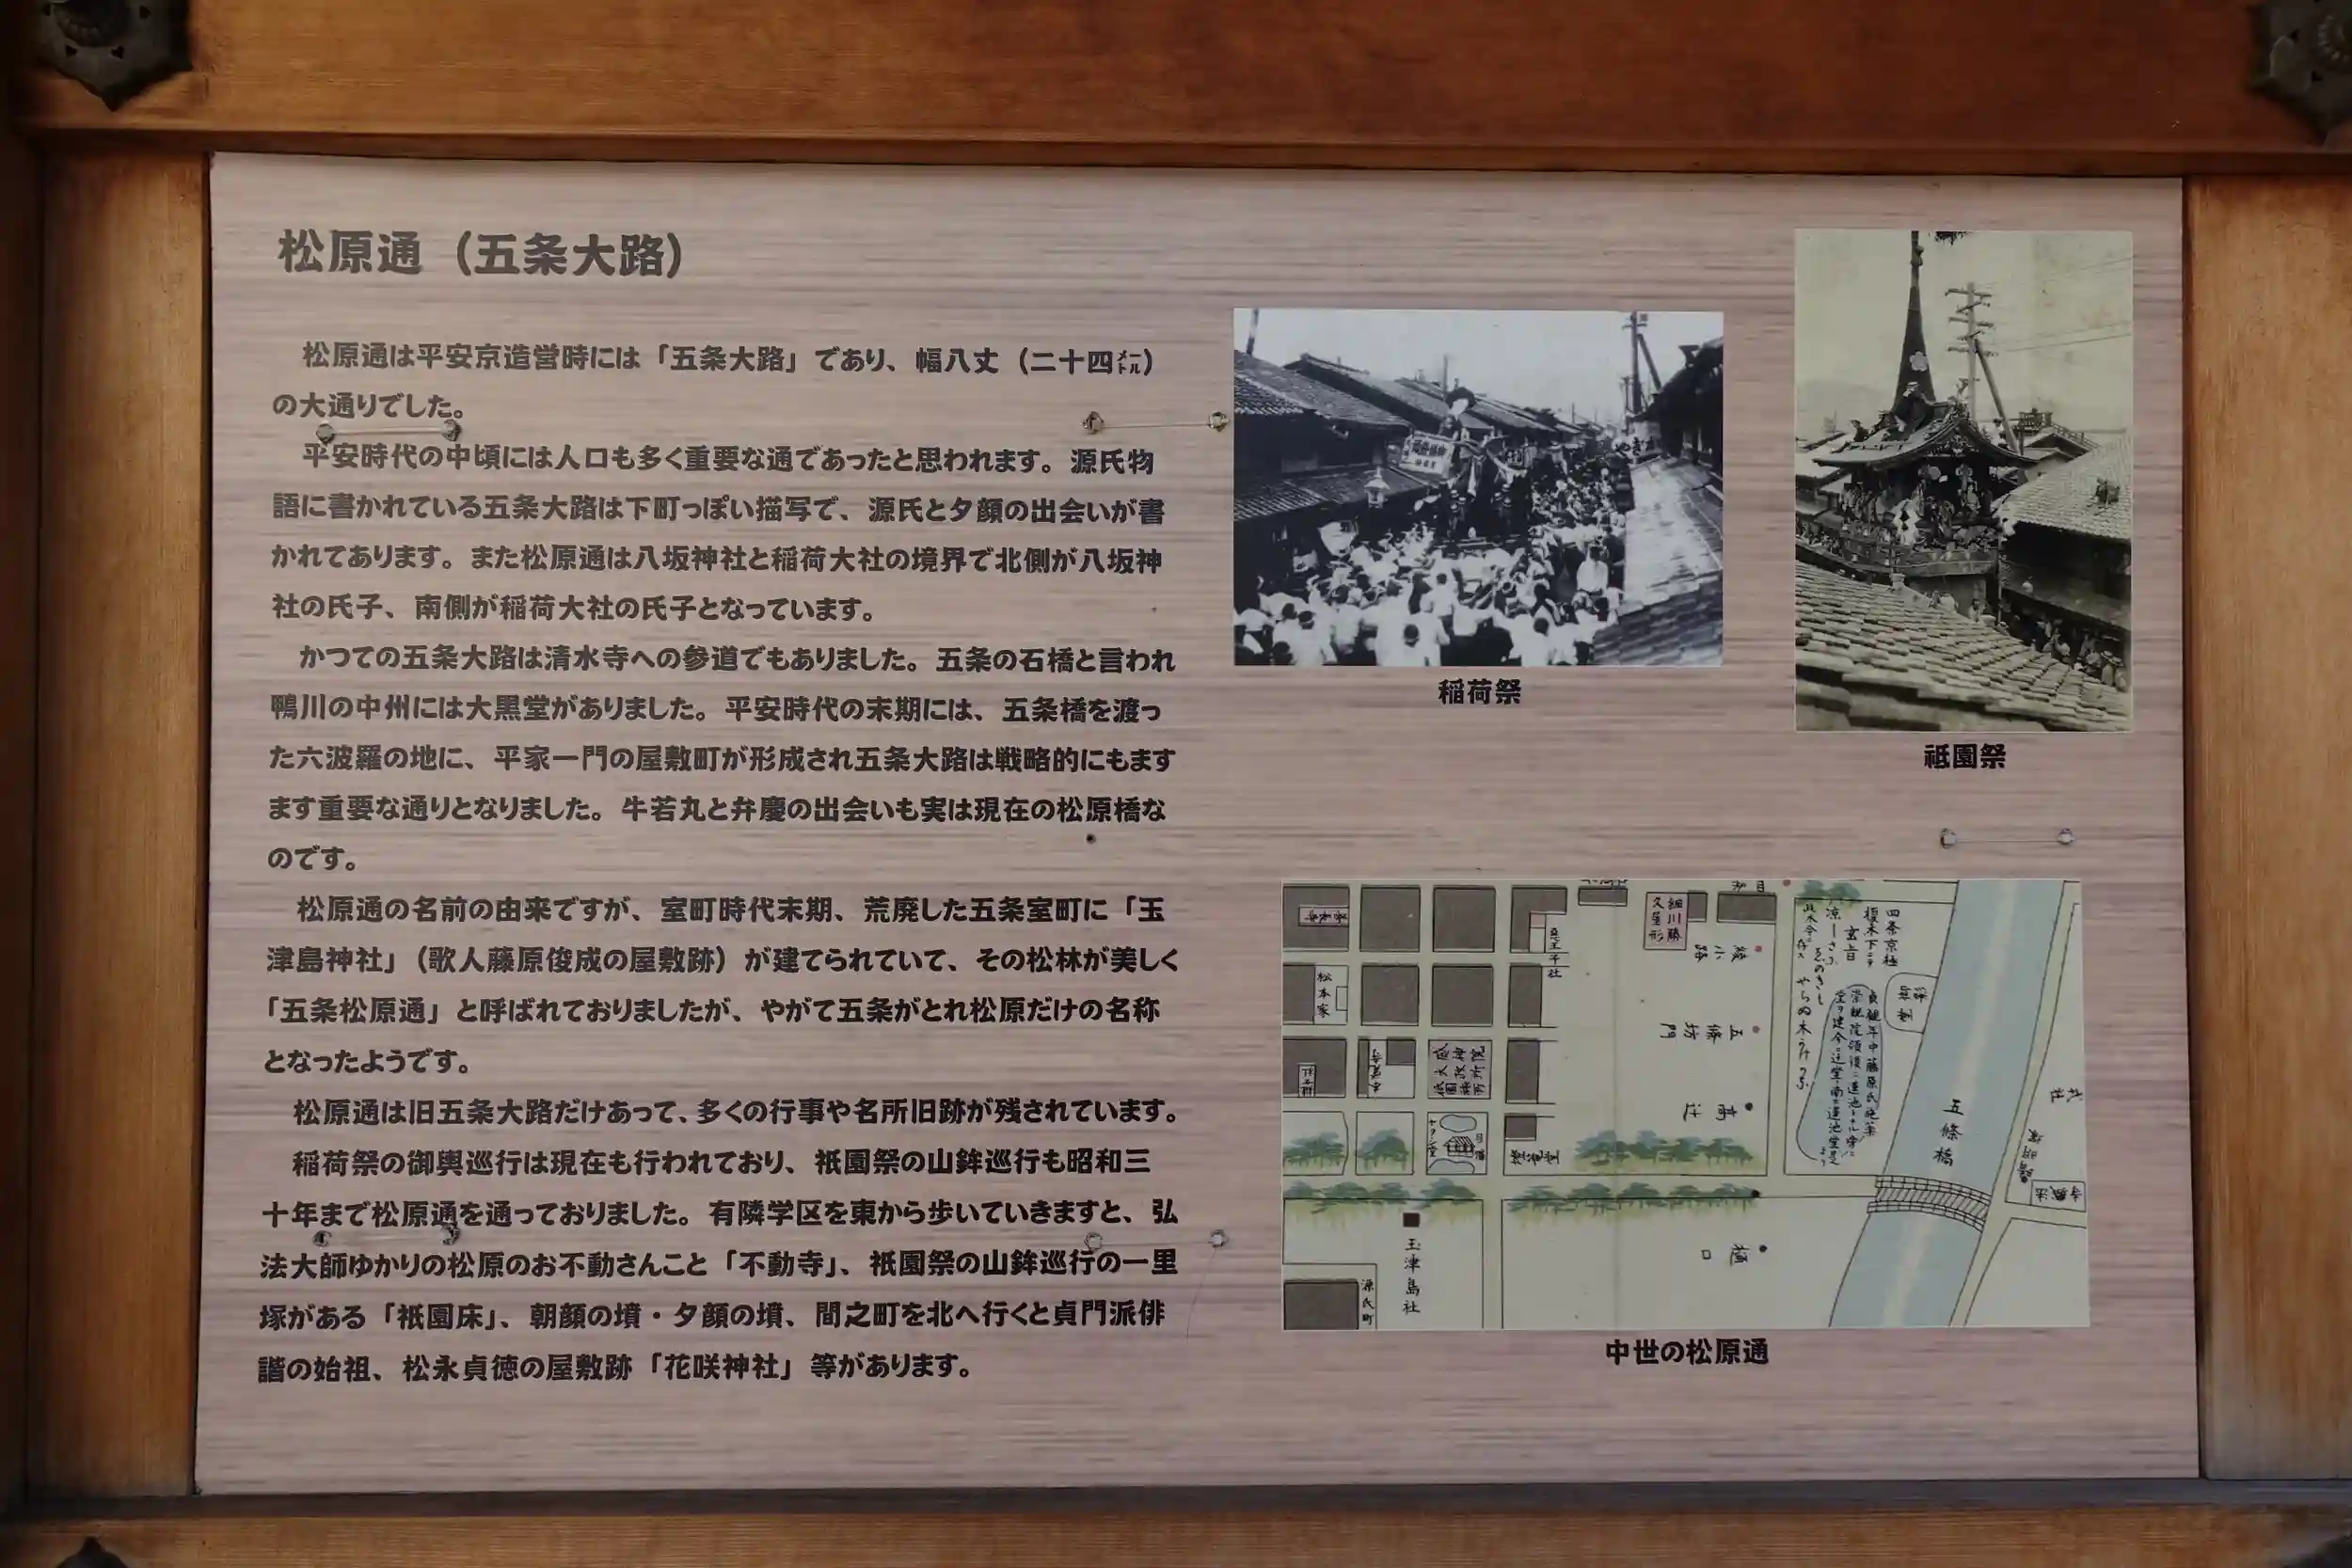 松原通（五条大路）
松原通は平安京造営時には「五条大路」であり、幅八丈（二十四㍍）
の大通りでした。
平安時代の中頃には人口も多く重要な通であったと思われます。源氏物
語に書かれている五条大路は下町っぽい描写で、源氏と夕顔の出会いが書
かれてあります。また松原通は八坂神社と稲荷大社の境界で北側が八坂神
社の氏子、南側が稲荷大社の氏子となっています。
かつての五条大路は清水寺への参道でもありました。五条の石橋と言われ
鴨川の中州には大黒堂がありました。平安時代の末期には、五条橋を渡っ
た六波羅の地に、平家一門の屋敷町が形成され五条大路は戦略的にもます
ます重要な通りとなりました。牛若丸と弁慶の出会いも実は現在の松原橋な
のです。
松原通の名前の由来ですが、室町時代末期、荒廃した五条室町に「玉
津島神社」（歌人藤原俊成の屋敷跡）が建てられていて、その松林が美しく
「五条松原通」と呼ばれておりましたが、やがて五条がとれ松原だけの名称
となったようです。
松原通は旧五条大路だけあって、多くの行事や名所旧跡が残されています。
稲荷祭の御輿巡行は現在も行われており、祇園祭の山鉾巡行も昭和三
十年まで松原通を通っておりました。有隣学区を東から歩いていきますと、弘
法大師ゆかりの松原のお不動さんこと「不動寺」、祇園祭の山鉾巡行の一里
塚がある「祇園床」、朝顔の墳・夕顔の墳、間之町を北へ行くと貞門派俳
諧の始祖、松永貞徳の屋敷跡「花咲神社」等があります。
稲荷祭
祗園祭
細川勝
久屋形
松本家
四条京極
五條坊門
高辻
五條橋
玉津島社
源氏町
中世の松原通